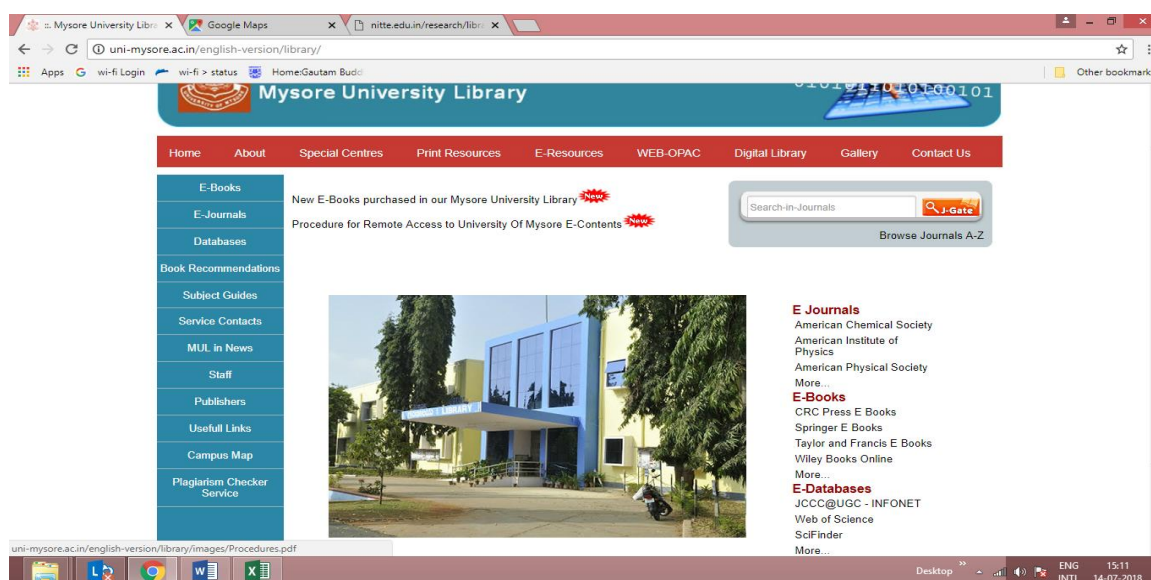 ::. Mysore University Libra
Google Maps
nitte.edu.in/research/libr
uni-mysore.ac.in/english-version/library/
Apps
wi-fi Login
wi-fi > status
Home:Gautam Budd
Other bookmark
Mysore University Library
Home About Special Centres Print Resources E-Resources WEB-OPAC Digital Library Gallery Contact Us
E-Books
E-Journals
Databases
Book Recommendations
Subject Guides
Service Contacts
MUL in News
Staff
Publishers
Usefull Links
Campus Map
Plagiarism Checker
Service
New E-Books purchased in our Mysore University Library New
Procedure for Remote Access to University Of Mysore E-Contents New
Search-in-Journals
J-Gate
Browse Journals A-Z
LIBRARY
E Journals
American Chemical Society
American Institute of
Physics
American Physical Society
More...
E-Books
CRC Press E Books
Springer E Books
Taylor and Francis E Books
Wiley Books Online
More...
E-Databases
JCCC@UGC - INFONET
Web of Science
SciFinder
More...
uni-mysore.ac.in/english-version/library/images/Procedures.pdf
Desktop
ENG
INTL
15:11
14-07-2018